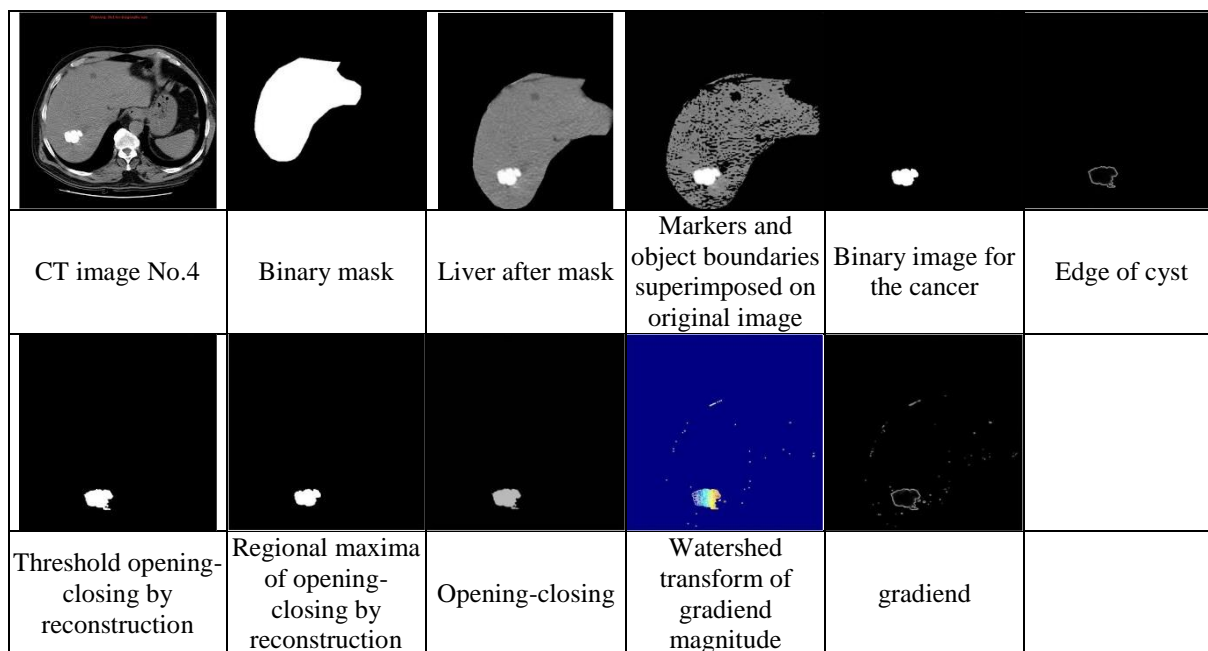 CT image No.4
Binary mask
Liver after mask
Markers and
object boundaries
superimposed on
original image
Binary image for
the cancer
Edge of cyst
Threshold opening-
closing by
reconstruction
Regional maxima
of opening-
closing by
reconstruction
Opening-closing
Watershed
transform of
gradiend
magnitude
gradiend